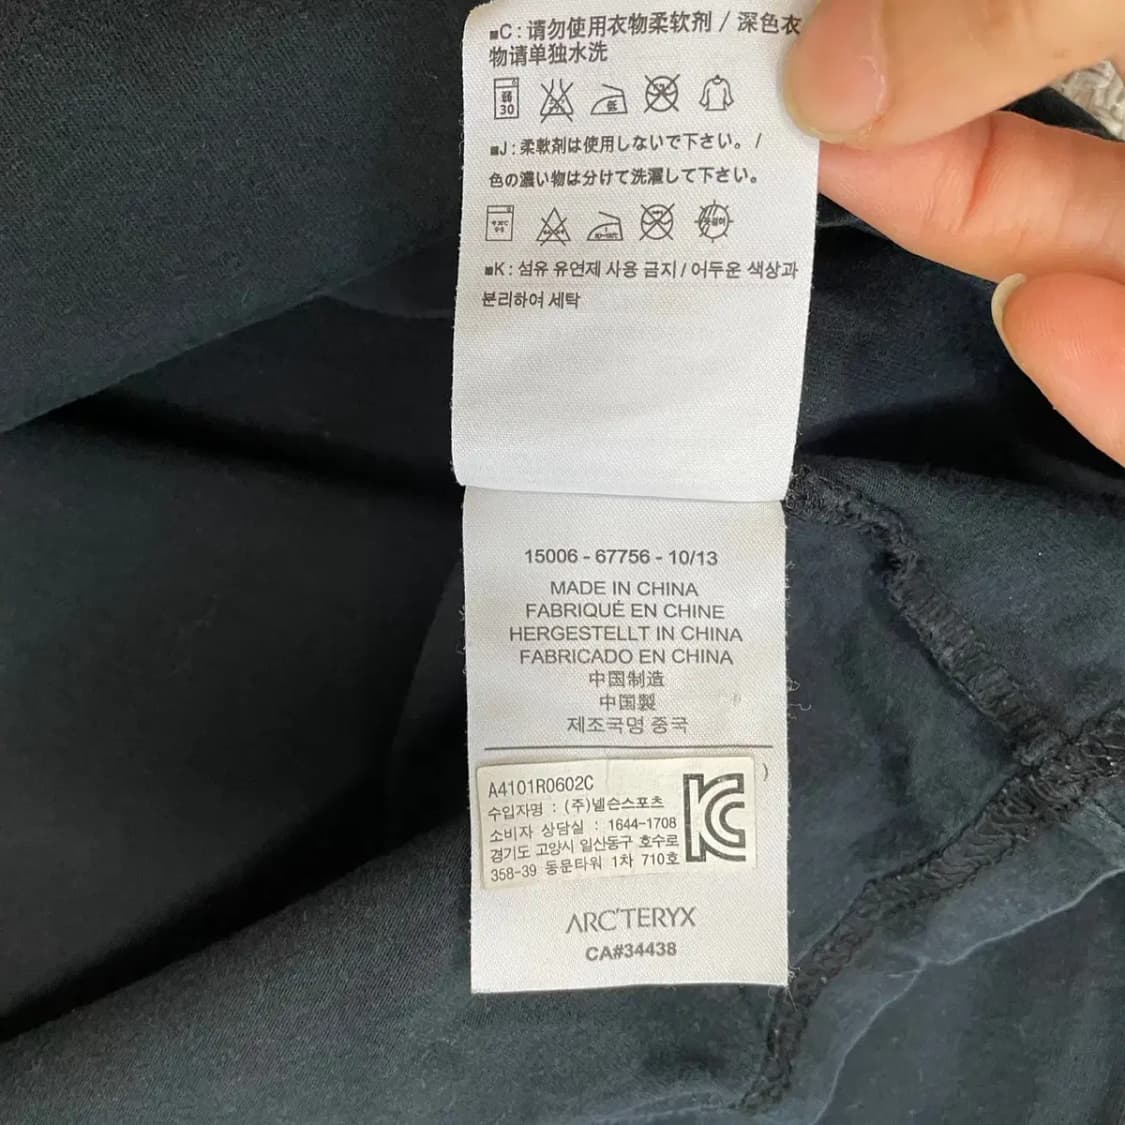 ■C : 请勿使用衣物柔软剂 / 深色衣
物请单独水洗
弱
30
低
■J : 柔軟剤は使用しないで下さい。 /
色の濃い物は分けて洗濯して下さい。
■K : 섬유 유연제 사용 금지 / 어두운 색상과
분리하여 세탁
15006 - 67756 - 10/13
MADE IN CHINA
FABRIQUÉ EN CHINE
HERGESTELLT IN CHINA
FABRICADO EN CHINA
中国制造
中国製
제조국명 중국
)
A4101R0602C
수입자명 : (주)넬슨스포츠
소비자 상담실 : 1644-1708
경기도 고양시 일산동구 호수로
358-39 동문타워 1차 710호
ARC'TERYX
CA#34438